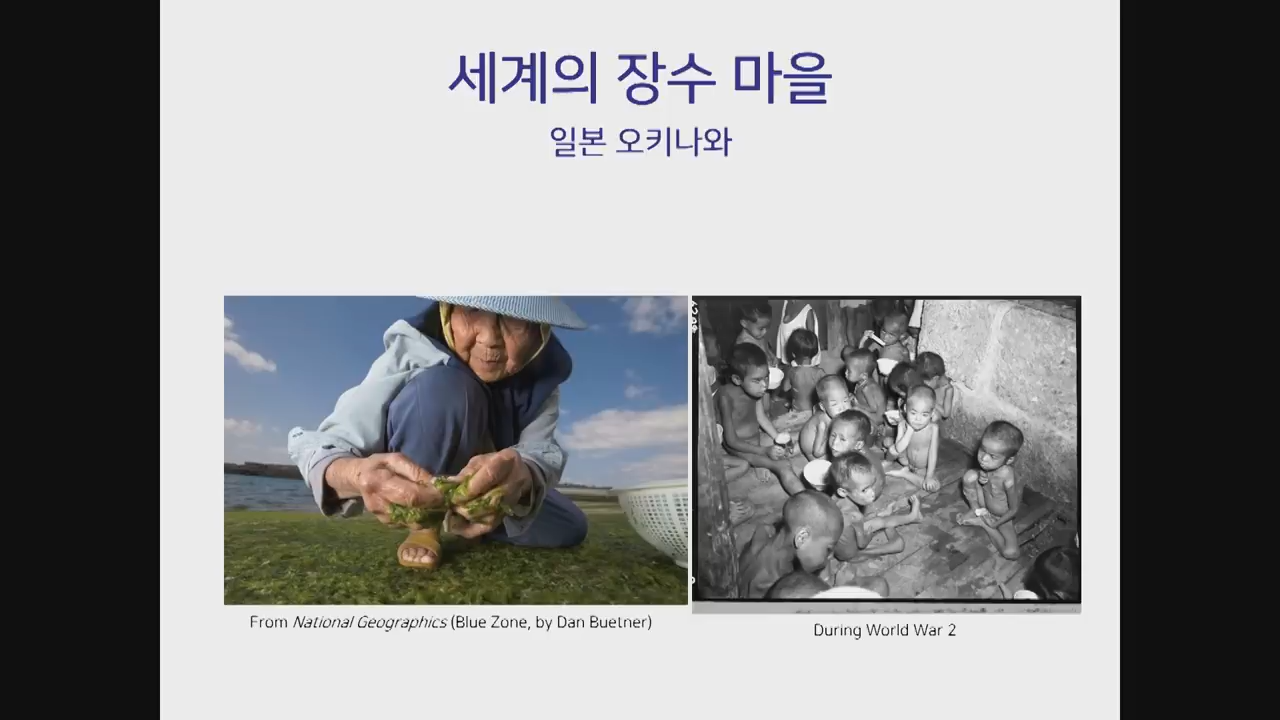 세계의 장수 마을
일본 오키나와
From National Geographics (Blue Zone, by Dan Buetner)
During World War 2